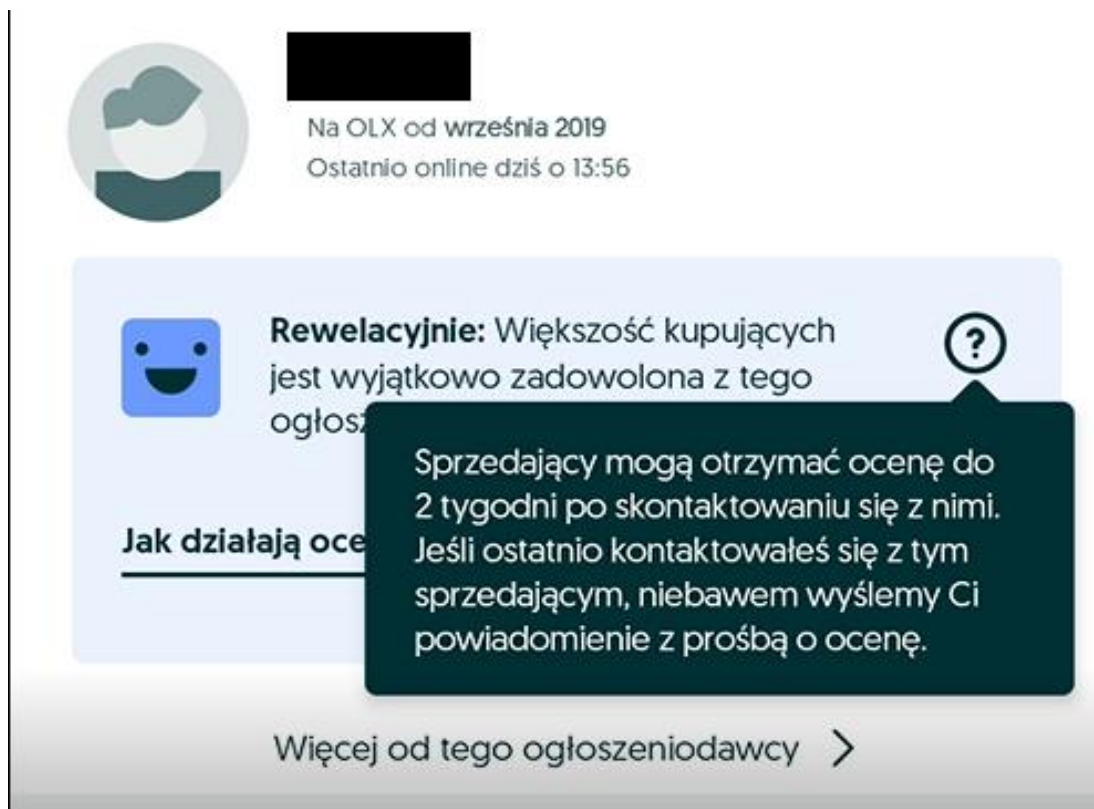 Na OLX od września 2019
Ostatnio online dziś o 13:56
Rewelacyjnie: Większość kupujących
jest wyjątkowo zadowolona z tego
?
Sprzedający mogą otrzymać ocenę do
2 tygodni po skontaktowaniu się z nimi.
Jeśli ostatnio kontaktowałeś się z tym
sprzedającym, niebawem wyślemy Ci
powiadomienie z prośbą o ocenę.
Jak działają
Więcej od tego ogłoszeniodawcy